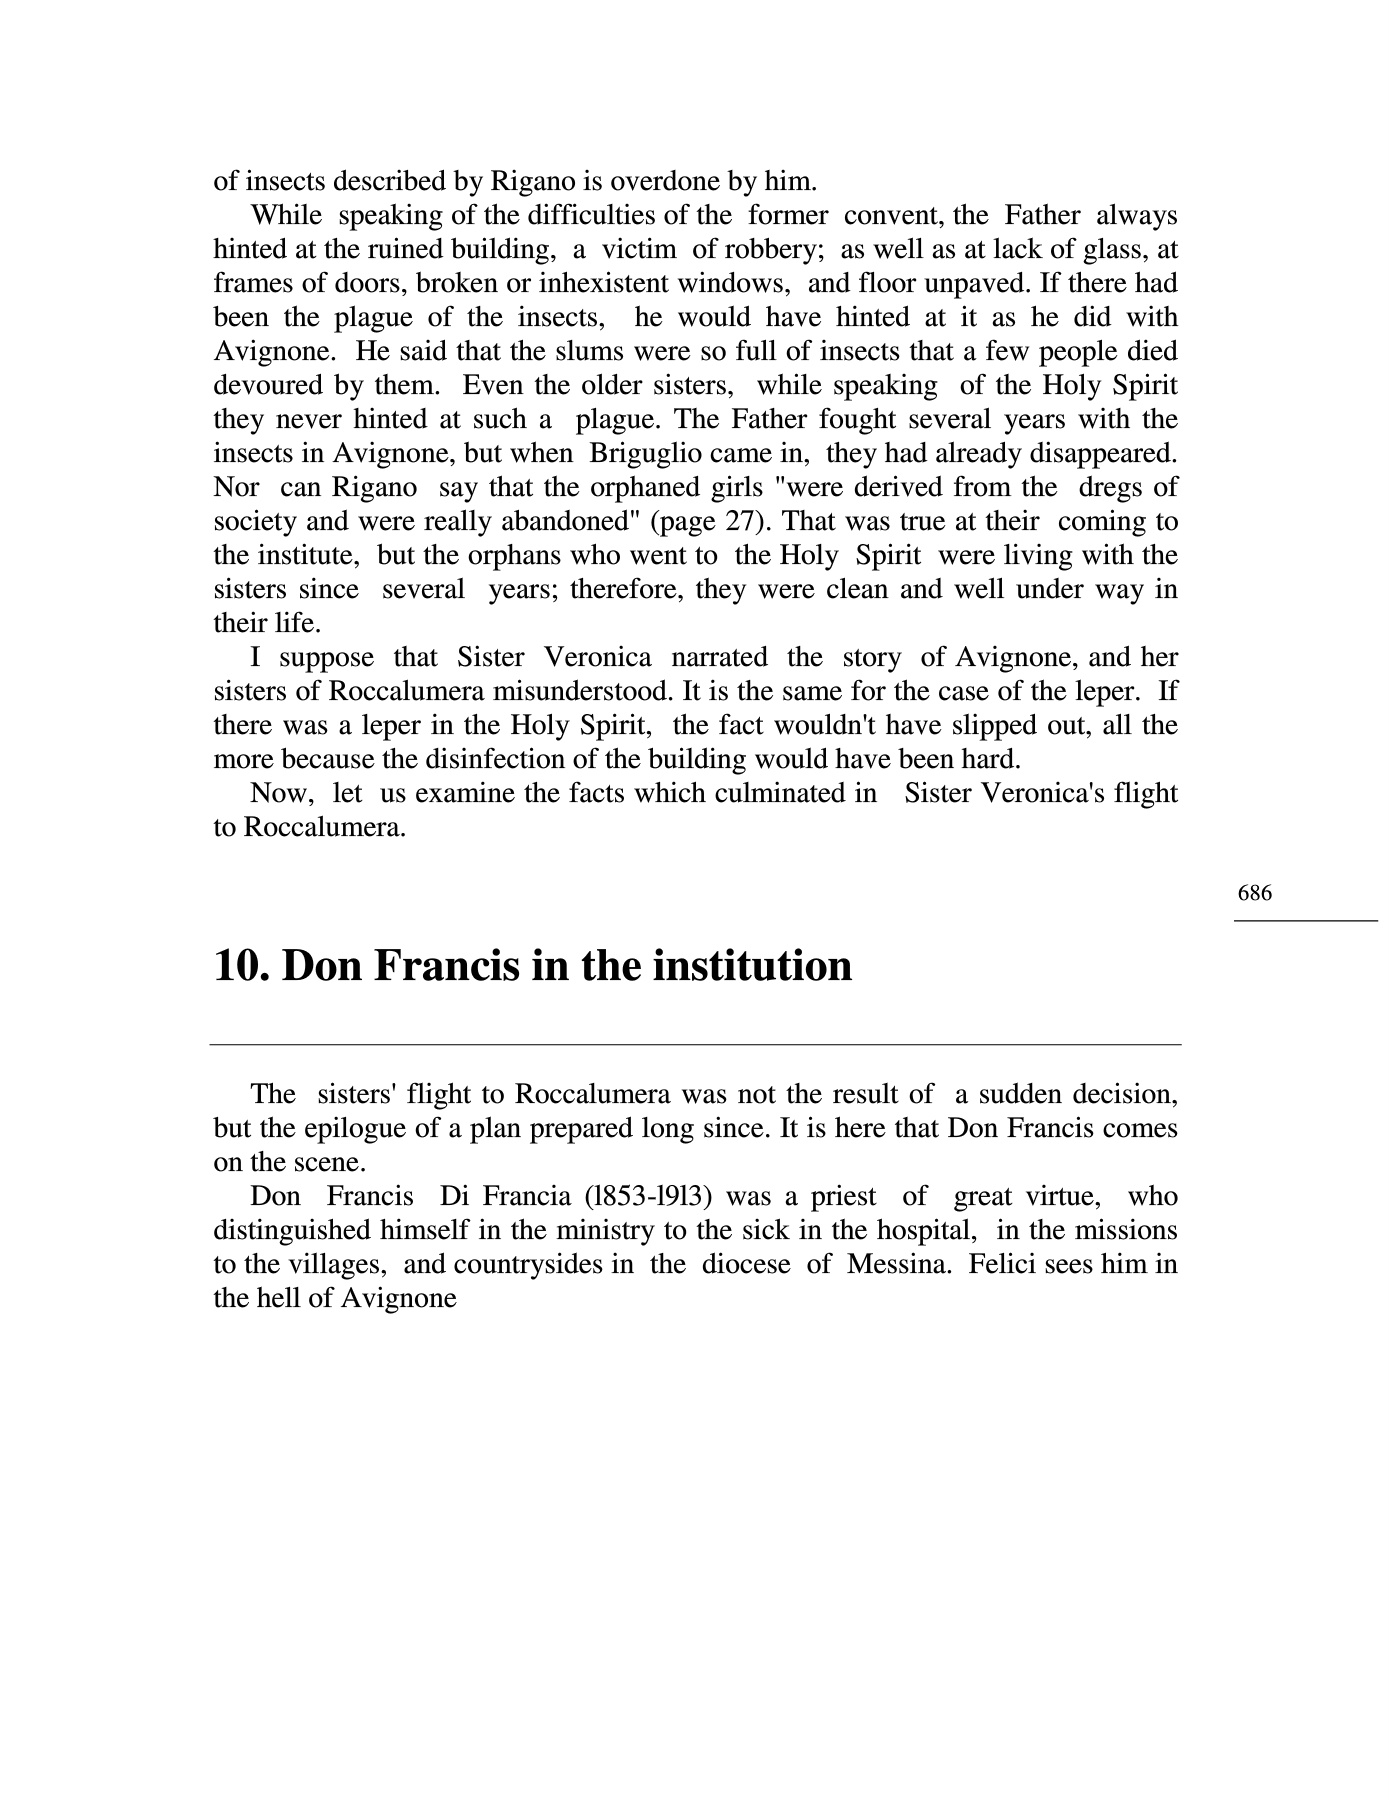 of insects described by Rigano is overdone by him.
While speaking of the difficulties of the former convent, the Father always
hinted at the ruined building, a victim of robbery; as well as at lack of glass, at
frames of doors, broken or inhexistent windows, and floor unpaved. If there had
been the plague of the insects, he would have hinted at it as he did with
Avignone. He said that the slums were so full of insects that a few people died
devoured by them. Even the older sisters, while speaking of the Holy Spirit
they never hinted at such a plague. The Father fought several years with the
insects in Avignone, but when Briguglio came in, they had already disappeared.
Nor can Rigano say that the orphaned girls "were derived from the dregs of
society and were really abandoned" (page 27). That was true at their coming to
the institute, but the orphans who went to the Holy Spirit were living with the
sisters since several years; therefore, they were clean and well under way in
their life.
I suppose that Sister Veronica narrated the story of Avignone, and her
sisters of Roccalumera misunderstood. It is the same for the case of the leper. If
there was a leper in the Holy Spirit, the fact wouldn't have slipped out, all the
more because the disinfection of the building would have been hard.
Now, let us examine the facts which culminated in Sister Veronica's flight
to Roccalumera.
686
10. Don Francis in the institution
The sisters' flight to Roccalumera was not the result of a sudden decision,
but the epilogue of a plan prepared long since. It is here that Don Francis comes
on the scene.
Don Francis Di Francia (l853-l9l3) was a priest of great virtue, who
distinguished himself in the ministry to the sick in the hospital, in the missions
to the villages, and countrysides in the diocese of Messina. Felici sees him in
the hell of Avignone